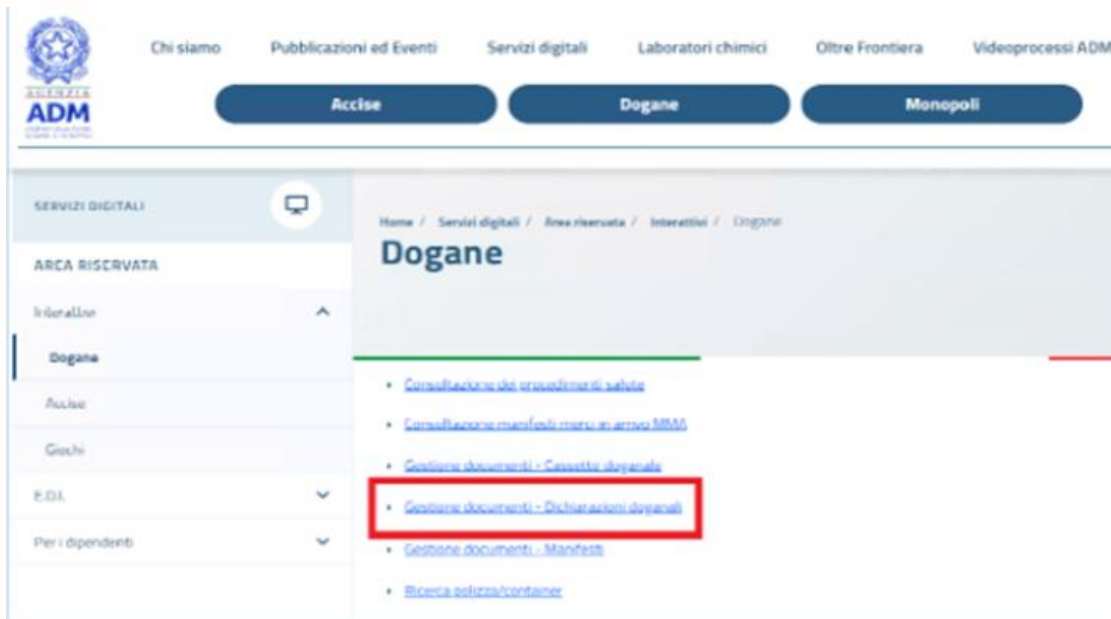 Chi siamo
Pubblicazioni ed Eventi
Servizi digitali
Laboratori chimici
Oltre Frontiera
Videoprocessi ADM
AGENZIA
ADM
Accise
Dogane
Monopoli
SERVIZI DIGITALI
Home / Servizi digitali / Area riservata / Interattivi / Dogane
Dogane
AREA RISERVATA
Interattivi
Dogane
Accise
Giochi
E.D.I.
Per i dipendenti
Consultazione dei procedimenti salute
Consultazione manifesti merci in arrivo MMA
Gestione documenti - Cassetto doganale
Gestione documenti - Dichiarazioni doganali
Gestione documenti - Manifesti
Ricerca polizza/container